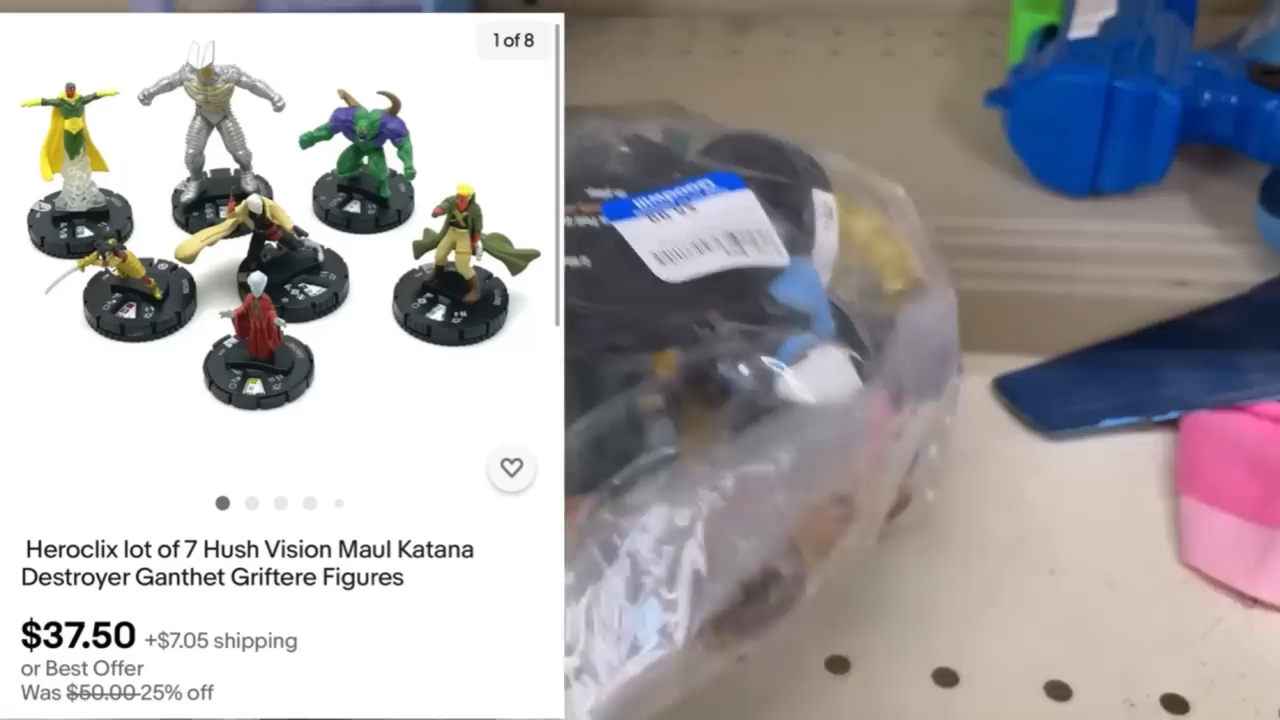 1 of 8
Heroclix lot of 7 Hush Vision Maul Katana
Destroyer Ganthet Griftere Figures
$37.50 +$7.05 shipping
or Best Offer
Was $50.00 25% off
goodwill